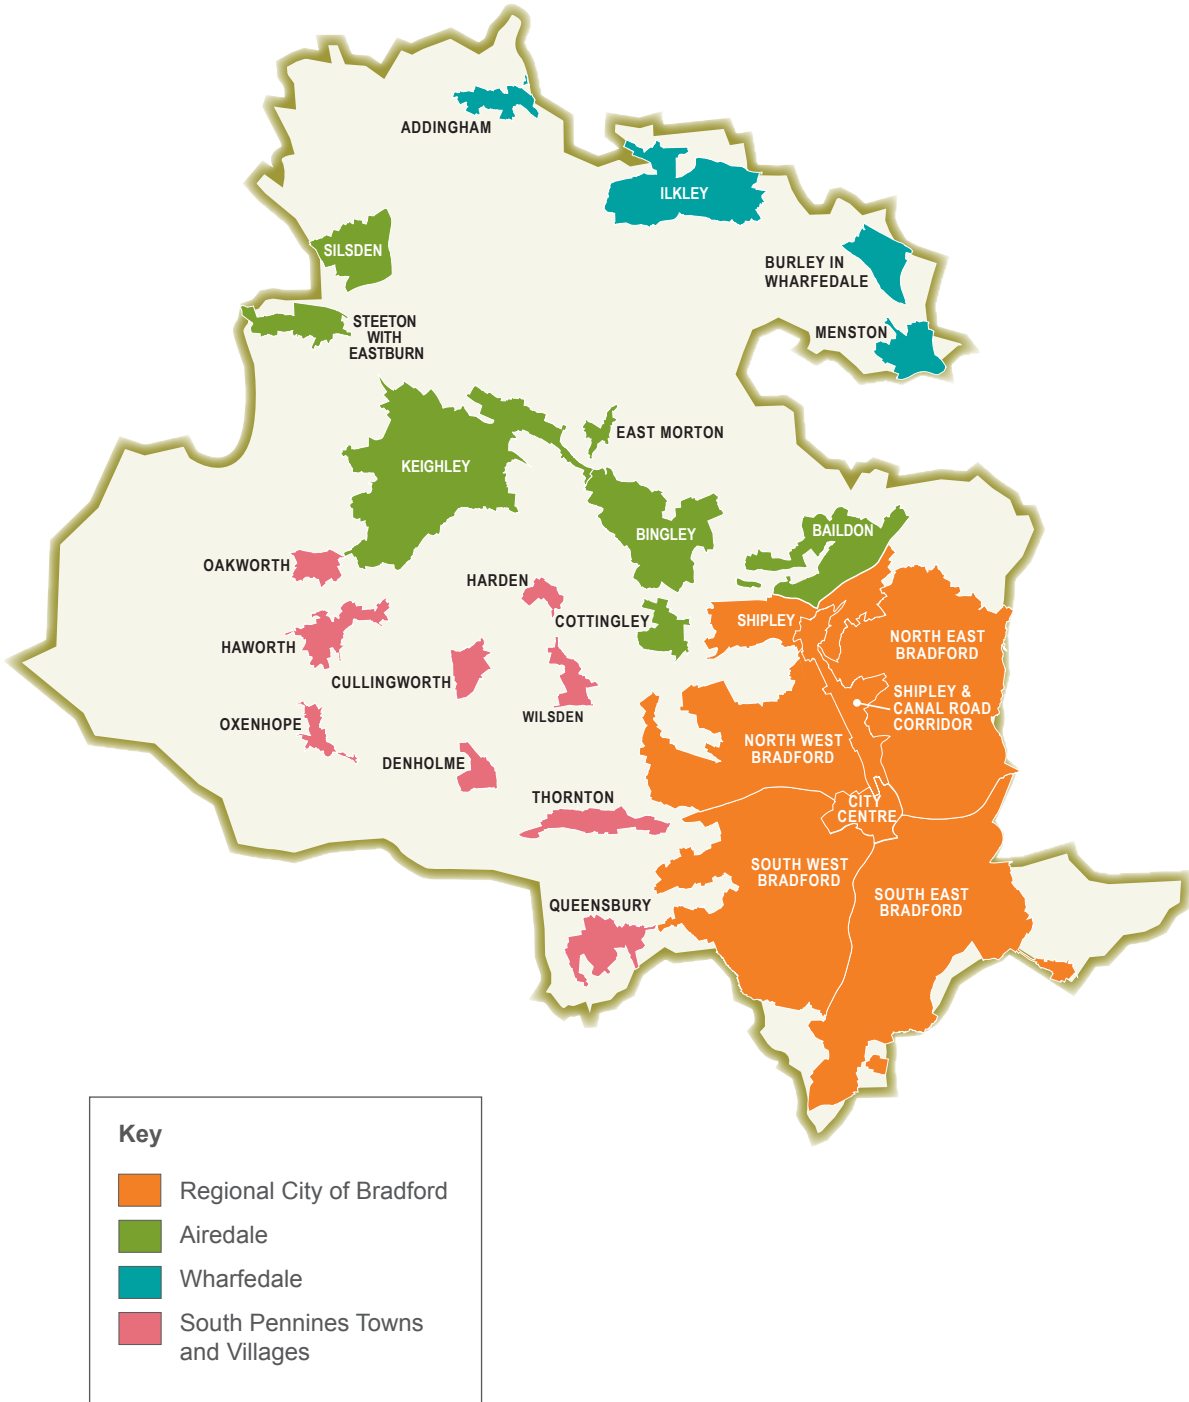 ADDINGHAM
ILKLEY
SILSDEN
BURLEY IN
WHARFEDALE
STEETON
WITH
EASTBURN
MENSTON
EAST MORTON
KEIGHLEY
BINGLEY
BAILDON
OAKWORTH
HARDEN
COTTINGLEY
SHIPLEY
HAWORTH
NORTH EAST
BRADFORD
CULLINGWORTH
SHIPLEY &
CANAL ROAD
CORRIDOR
WILSDEN
OXENHOPE
NORTH WEST
BRADFORD
DENHOLME
THORNTON
CITY
CENTRE
SOUTH WEST
BRADFORD
SOUTH EAST
BRADFORD
QUEENSBURY
Key
Regional City of Bradford
Airedale
Wharfedale
South Pennines Towns
and Villages